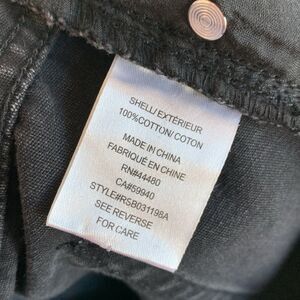 SHELL/ EXTÉRIEUR
100%COTTON/ COTON
MADE IN CHINA
FABRIQUÉ EN CHINE
RN#44480
CA#59940
STYLE#RSB031198A
SEE REVERSE
FOR CARE